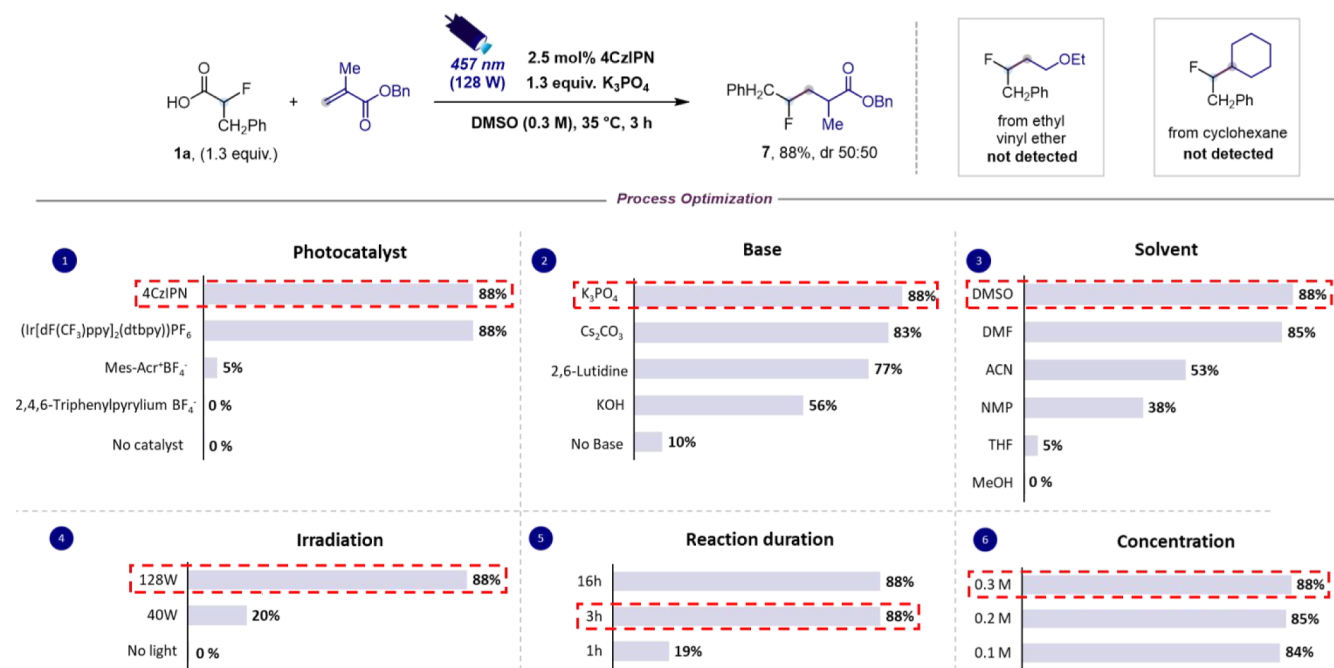 Me
O
F
HO
CH₂Ph
1a, (1.3 equiv.)
+
OBn
O
457 nm
(128 W)
2.5 mol% 4CzIPN
1.3 equiv. K₃PO₄
DMSO (0.3 M), 35 °C, 3 h
PhH₂C
O
OBn
F
Me
7, 88%, dr 50:50
F
OEt
CH₂Ph
from ethyl
vinyl ether
not detected
F
CH₂Ph
from cyclohexane
not detected
Process Optimization
1
Photocatalyst
4CzIPN 88%
(Ir[dF(CF₃)ppy]₂(dtbpy))PF₆ 88%
Mes-Acr⁺BF₄⁻ 5%
2,4,6-Triphenylpyrylium BF₄⁻ 0 %
No catalyst 0 %
2
Base
K₃PO₄ 88%
Cs₂CO₃ 83%
2,6-Lutidine 77%
KOH 56%
No Base 10%
3
Solvent
DMSO 88%
DMF 85%
ACN 53%
NMP 38%
THF 5%
MeOH 0 %
4
Irradiation
128W 88%
40W 20%
No light 0 %
5
Reaction duration
16h 88%
3h 88%
1h 19%
6
Concentration
0.3 M 88%
0.2 M 85%
0.1 M 84%